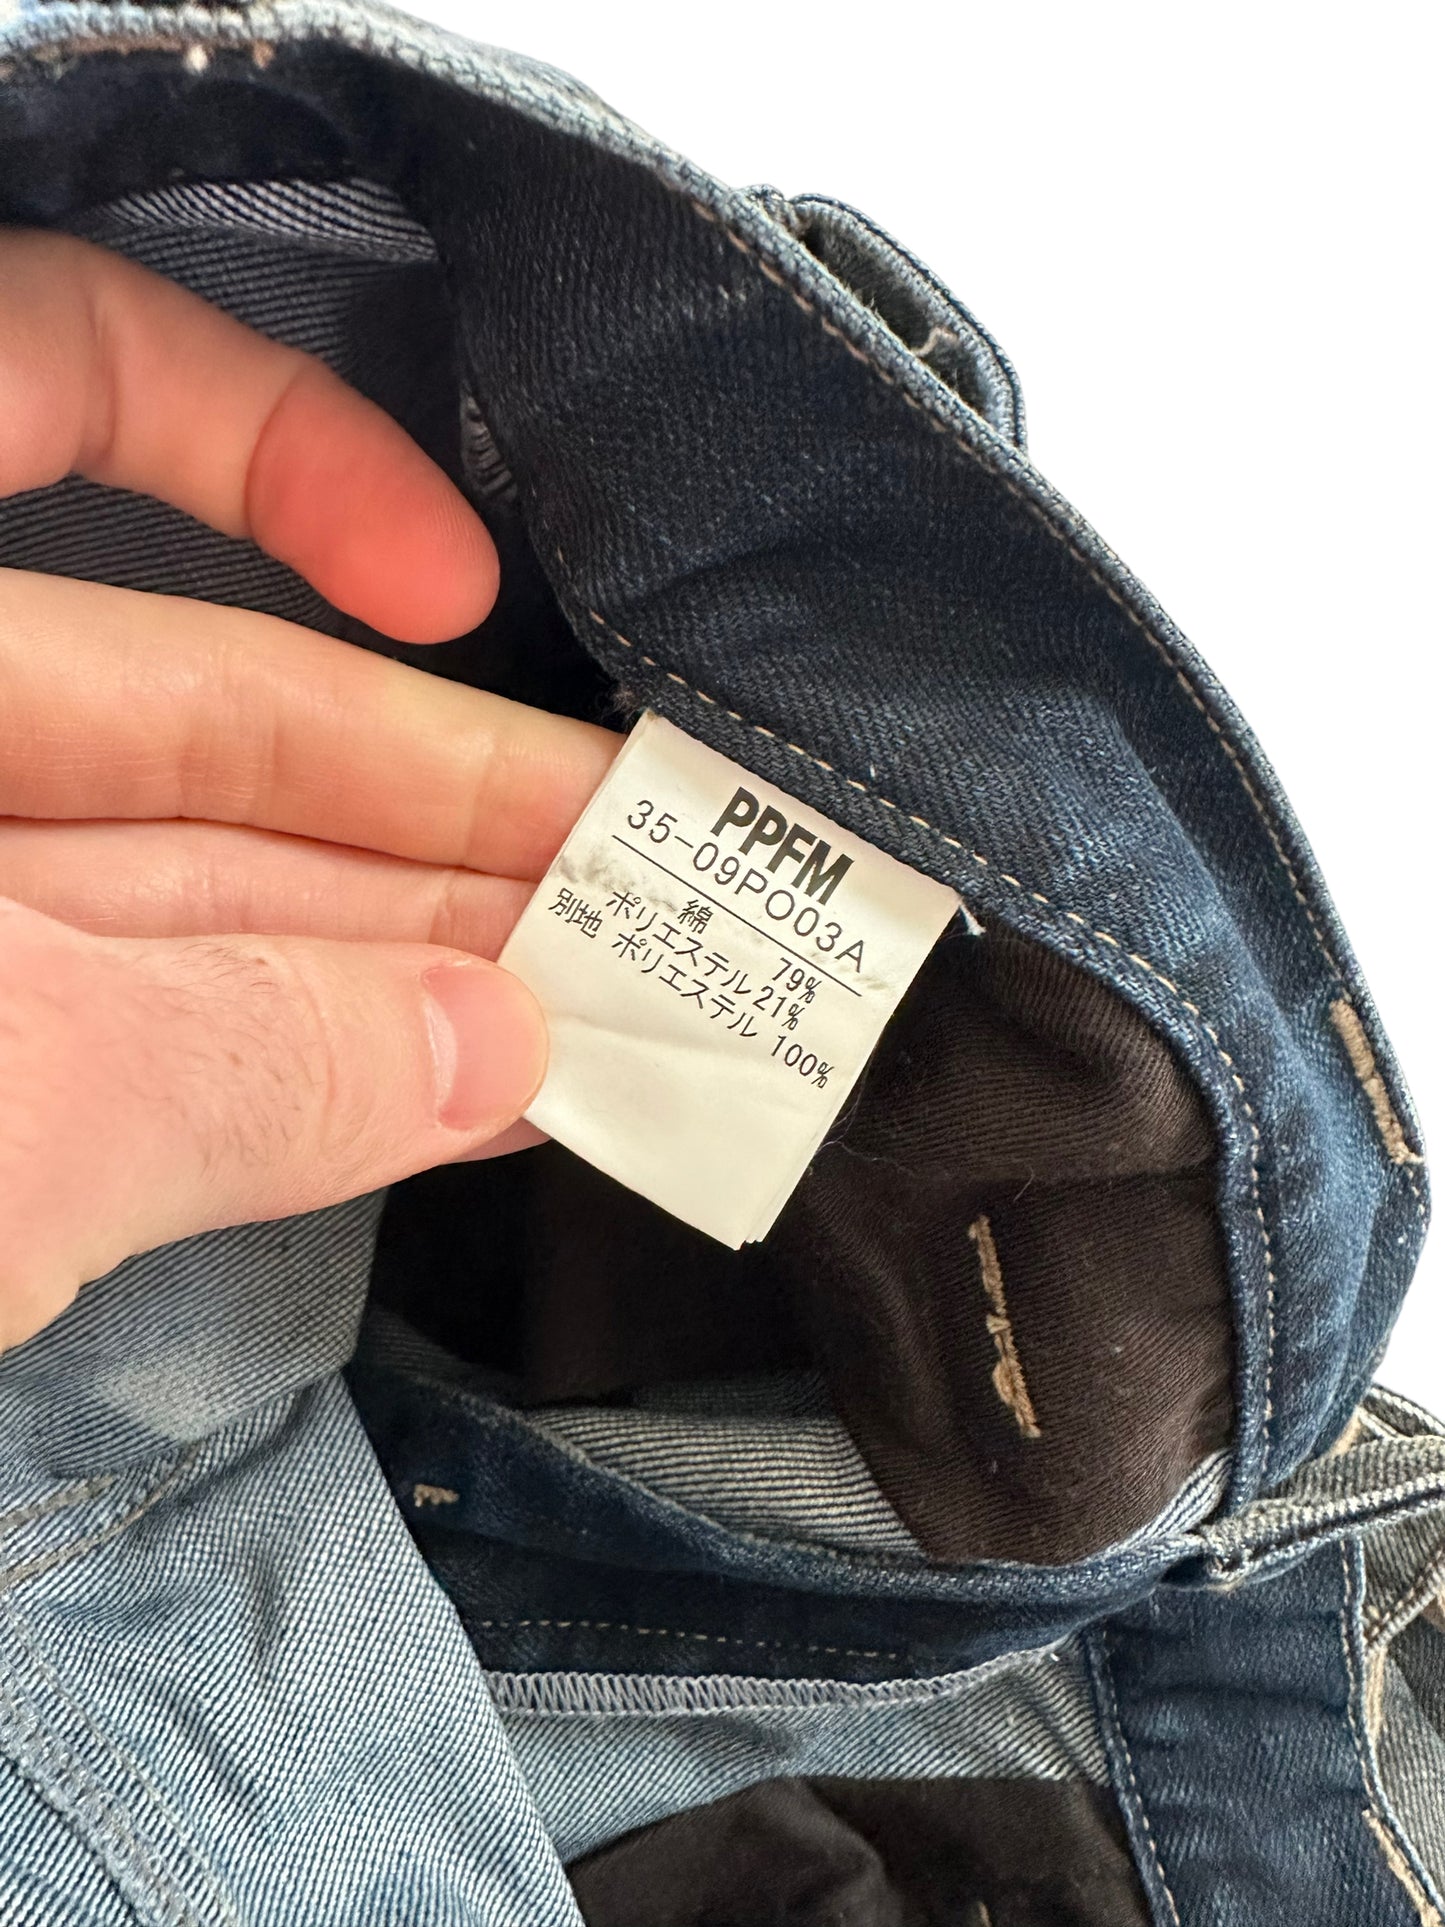 PPFM
35-09PO03A
綿 79%
ポリエステル 21%
別地 ポリエステル 100%